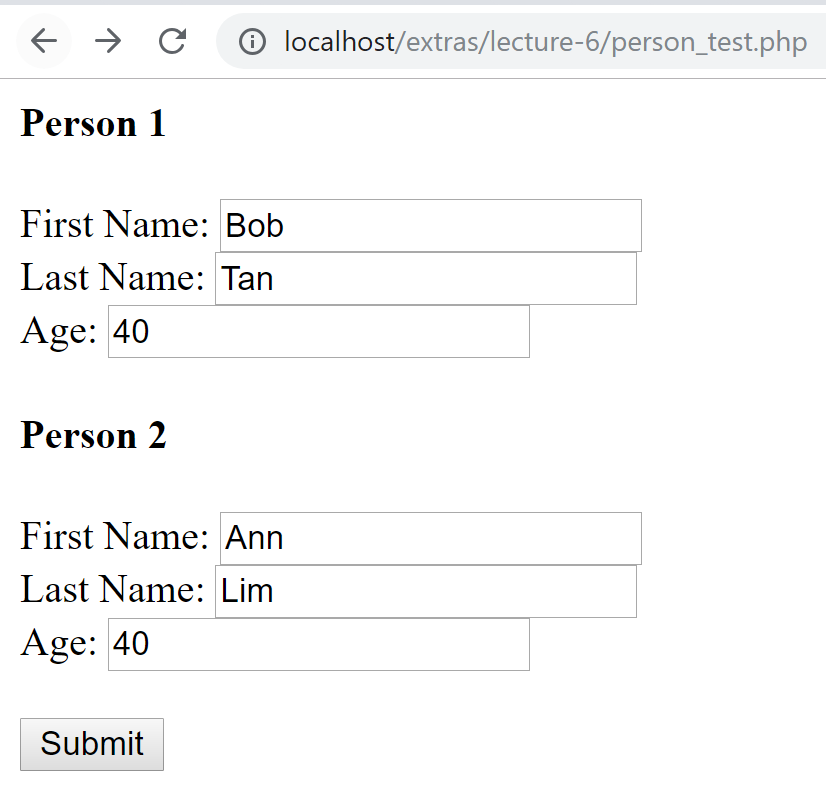 localhost/extras/lecture-6/person_test.php
Person 1
First Name: Bob
Last Name: Tan
Age: 40
Person 2
First Name: Ann
Last Name: Lim
Age: 40
Submit